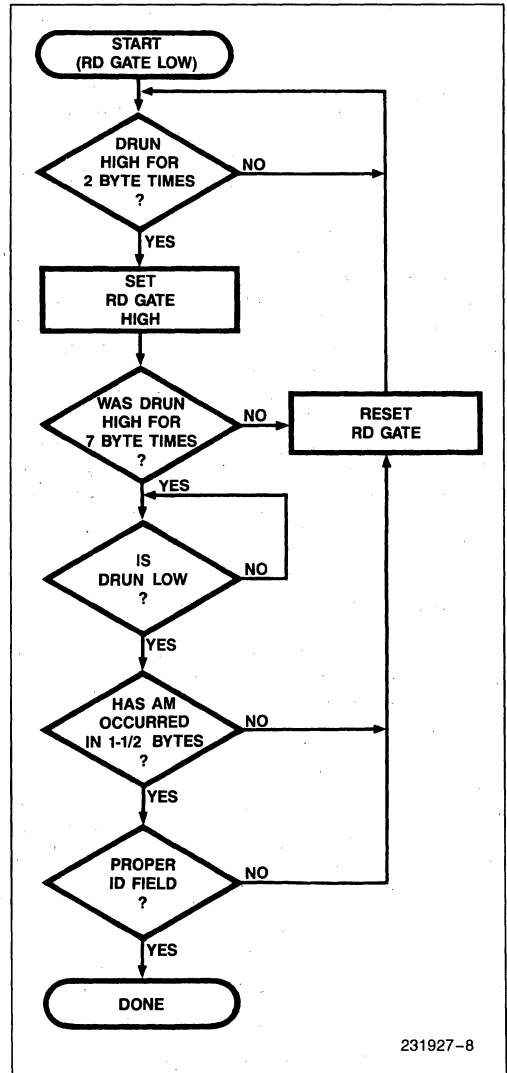 START
(RD GATE LOW)
DRUN
HIGH FOR
2 BYTE TIMES
?
NO
YES
SET
RD GATE
HIGH
WAS DRUN
HIGH FOR
7 BYTE TIMES
?
NO
RESET
RD GATE
YES
IS
DRUN LOW
?
NO
YES
HAS AM
OCCURRED
IN 1-1/2 BYTES
?
NO
YES
PROPER
ID FIELD
?
NO
YES
DONE
231927-8